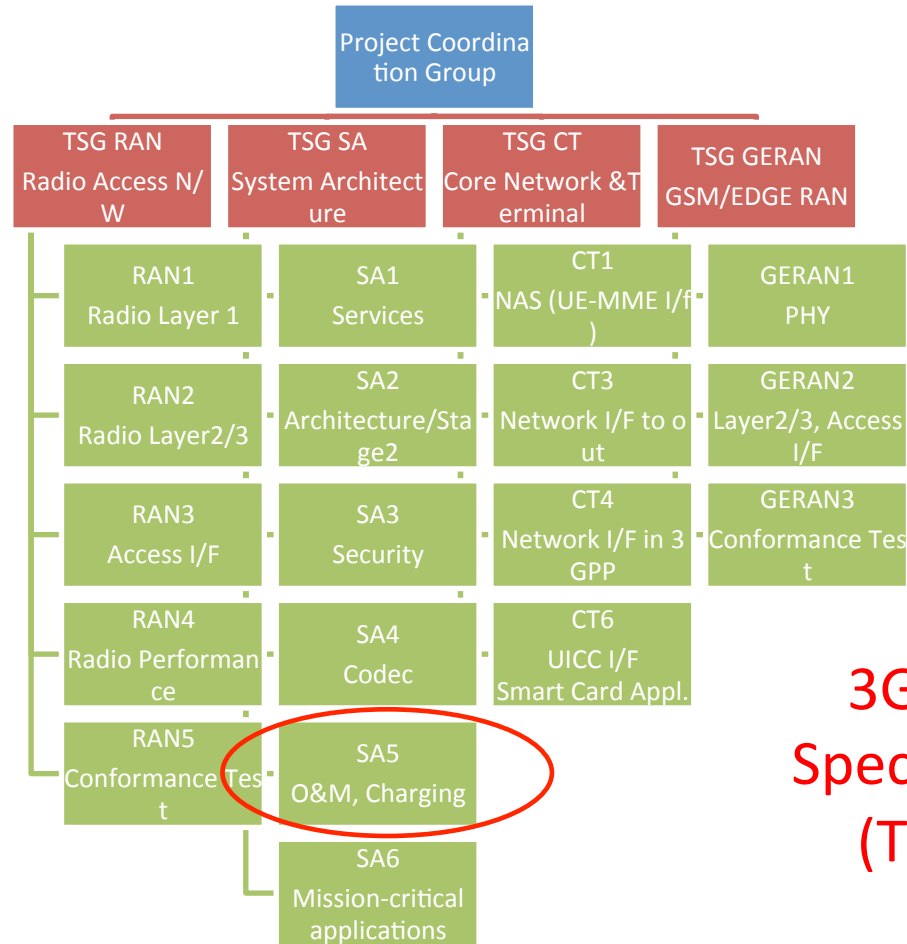 Project Coordina
tion Group
TSG RAN
Radio Access N/
W
TSG SA
System Architect
ure
TSG CT
Core Network &T
erminal
TSG GERAN
GSM/EDGE RAN
RAN1
Radio Layer 1
RAN2
Radio Layer2/3
RAN3
Access I/F
RAN4
Radio Performan
ce
RAN5
Conformance Tes
t
SA1
Services
SA2
Architecture/Sta
ge2
SA3
Security
SA4
Codec
SA5
O&M, Charging
SA6
Mission-critical
applications
CT1
NAS (UE-MME I/f
)
CT3
Network I/F to o
ut
CT4
Network I/F in 3
GPP
CT6
UICC I/F
Smart Card Appl.
GERAN1
PHY
GERAN2
Layer2/3, Access
I/F
GERAN3
Conformance Tes
t
3G
Spec
(T